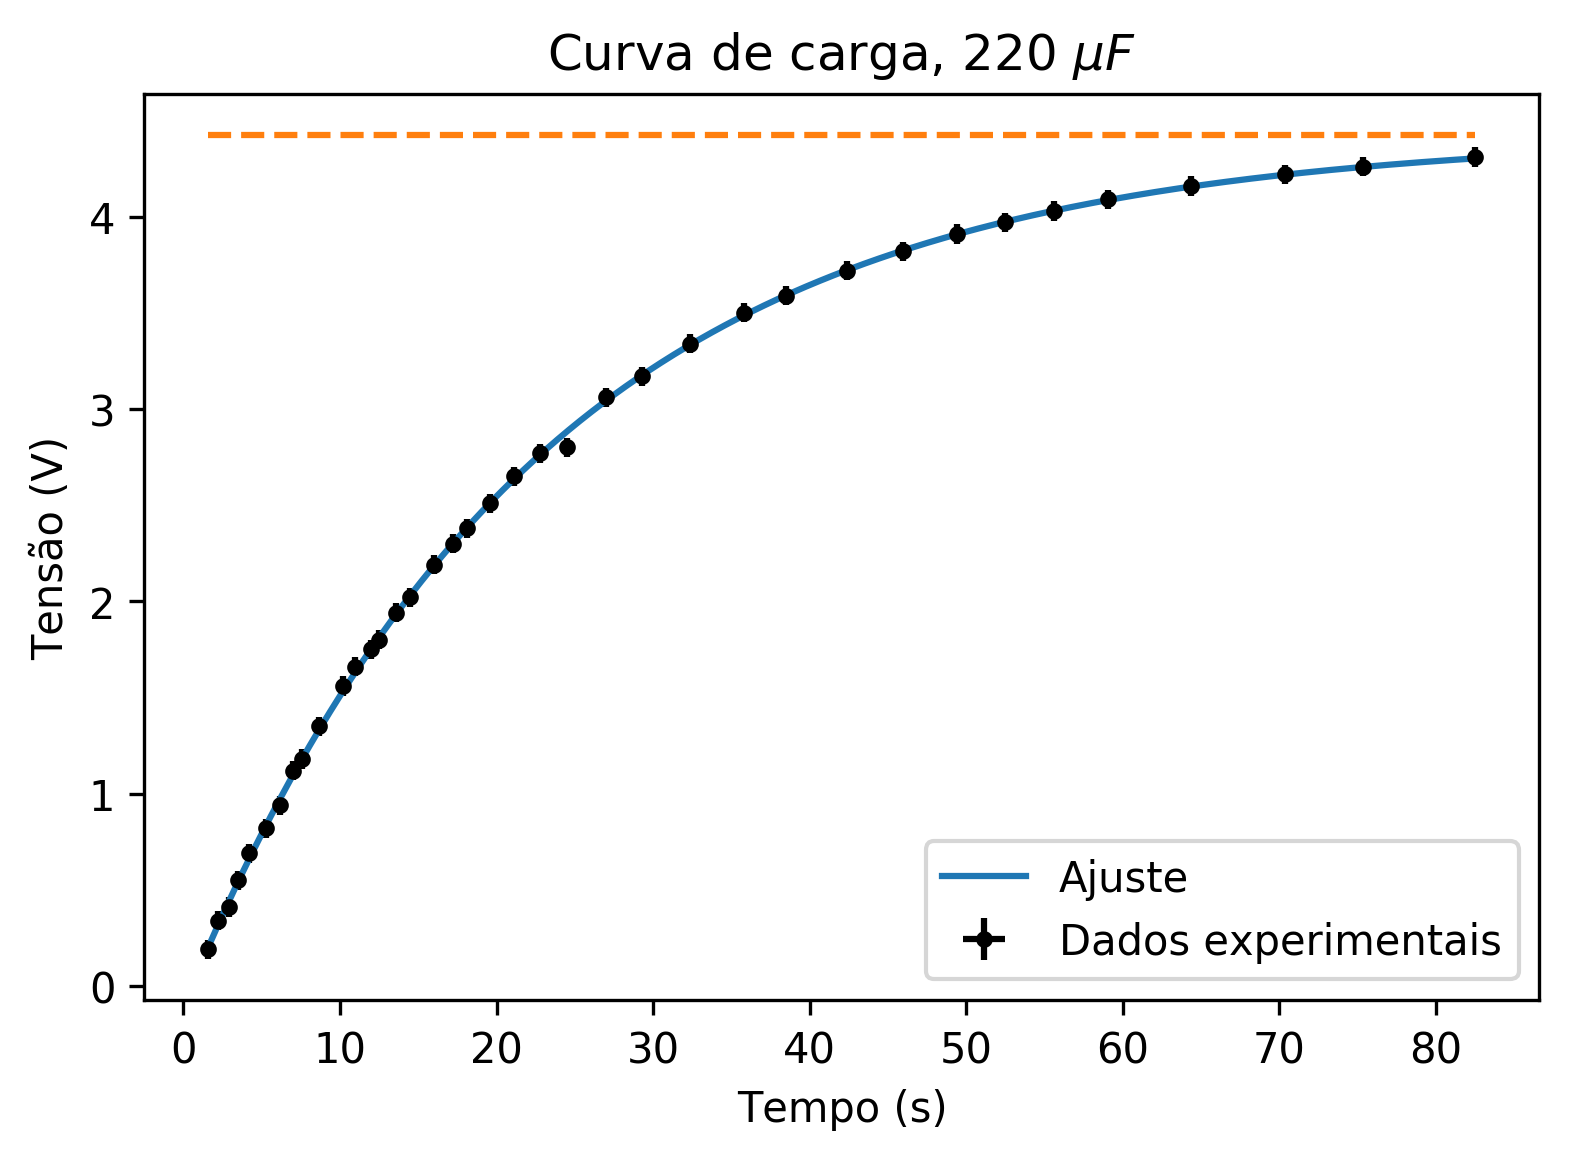 Curva de carga, 220 μF
Tensão (V)
4
3
2
1
0
Ajuste
Dados experimentais
0 10 20 30 40 50 60 70 80
Tempo (s)